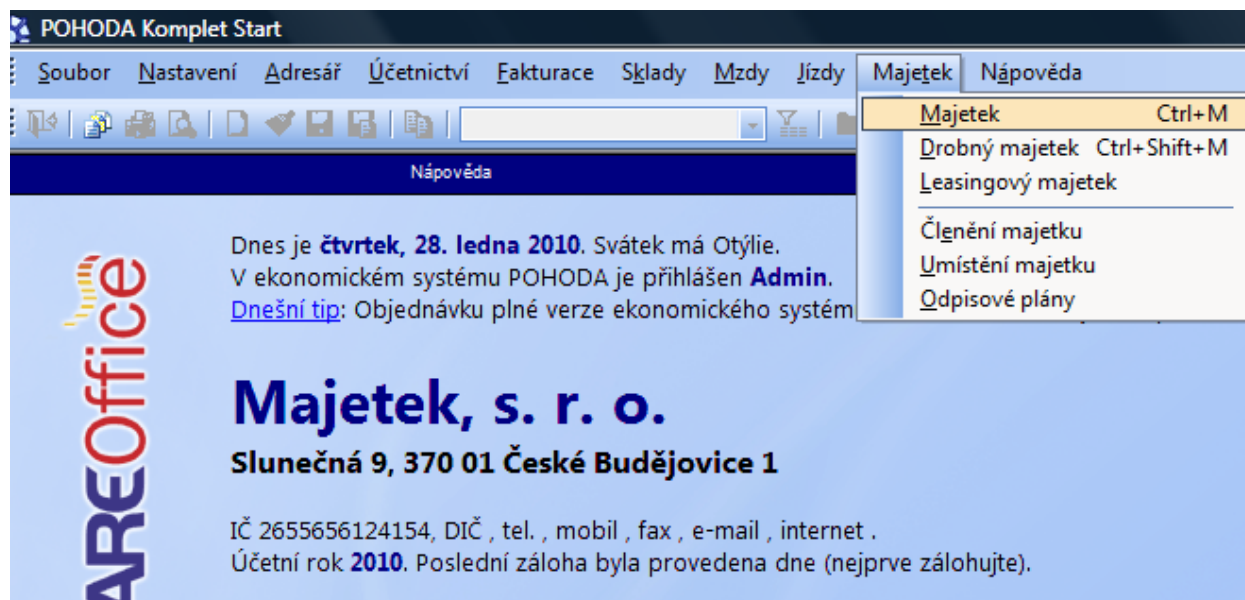 POHODA Komplet Start
Soubor Nastavení Adresář Účetnictví Fakturace Sklady Mzdy Jízdy Majetek Nápověda
Majetek Ctrl+M
Drobný majetek Ctrl+Shift+M
Leasingový majetek
Členění majetku
Umístění majetku
Odpisové plány
Nápověda
Dnes je čtvrtek, 28. ledna 2010. Svátek má Otýlie.
V ekonomickém systému POHODA je přihlášen Admin.
Dnešní tip: Objednávku plné verze ekonomického systém
Majetek, s. r. o.
Slunečná 9, 370 01 České Budějovice 1
IČ 2655656124154, DIČ , tel. , mobil , fax , e-mail , internet .
Účetní rok 2010. Poslední záloha byla provedena dne (nejprve zálohujte).
AREOffice